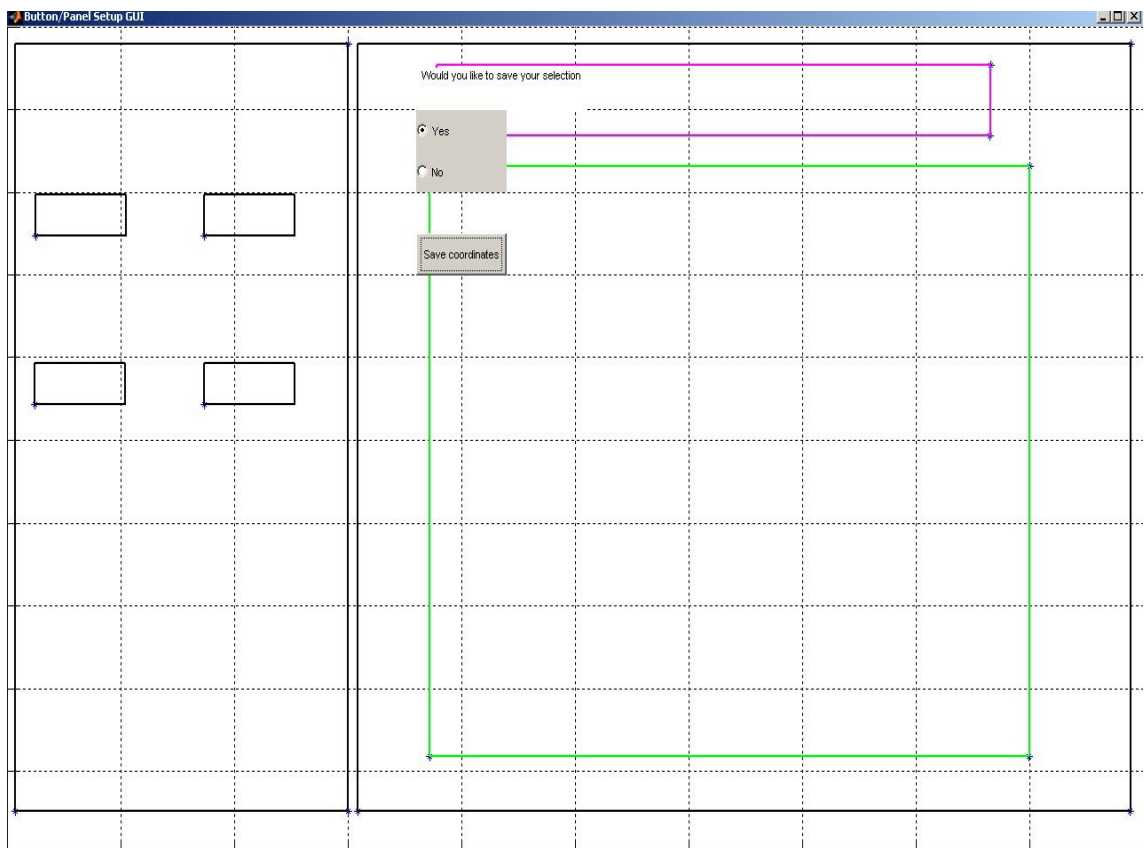 Button/Panel Setup GUI
Would you like to save your selection
Yes
No
Save coordinates